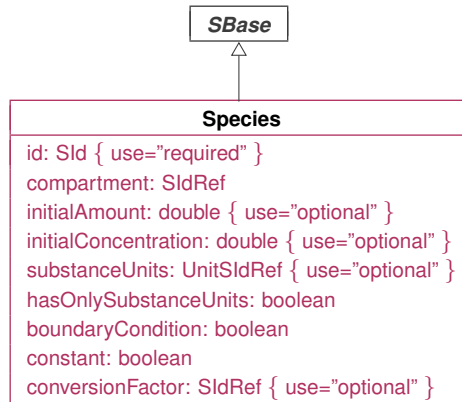 SBase
Species
id: SId { use="required" }
compartment: SIdRef
initialAmount: double { use="optional" }
initialConcentration: double { use="optional" }
substanceUnits: UnitSIdRef { use="optional" }
hasOnlySubstanceUnits: boolean
boundaryCondition: boolean
constant: boolean
conversionFactor: SIdRef { use="optional" }